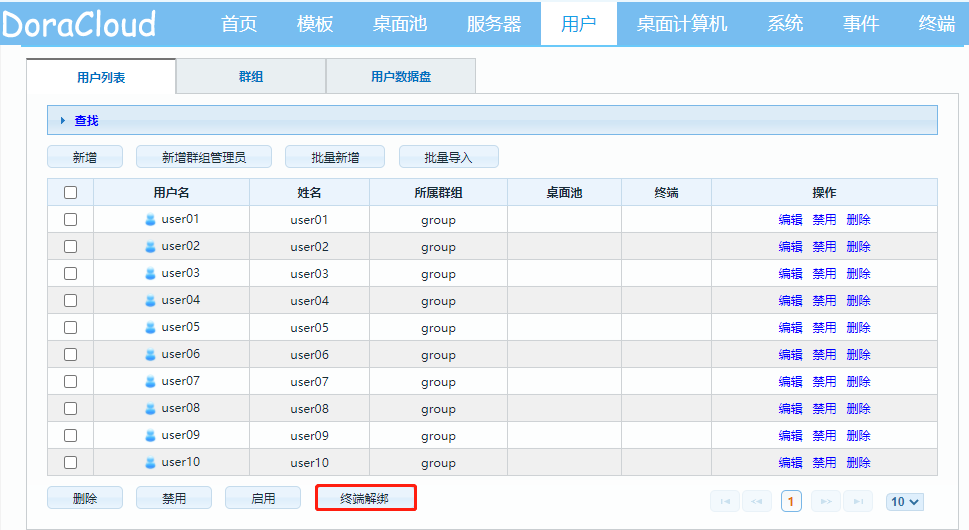 DoraCloud 首页 模板 桌面池 服务器 用户 桌面计算机 系统 事件 终端
用户列表 群组 用户数据盘
查找
新增 新增群组管理员 批量新增 批量导入
用户名 姓名 所属群组 桌面池 终端 操作
user01 user01 group 编辑 禁用 删除
user02 user02 group 编辑 禁用 删除
user03 user03 group 编辑 禁用 删除
user04 user04 group 编辑 禁用 删除
user05 user05 group 编辑 禁用 删除
user06 user06 group 编辑 禁用 删除
user07 user07 group 编辑 禁用 删除
user08 user08 group 编辑 禁用 删除
user09 user09 group 编辑 禁用 删除
user10 user10 group 编辑 禁用 删除
删除 禁用 启用 终端解绑 1 10